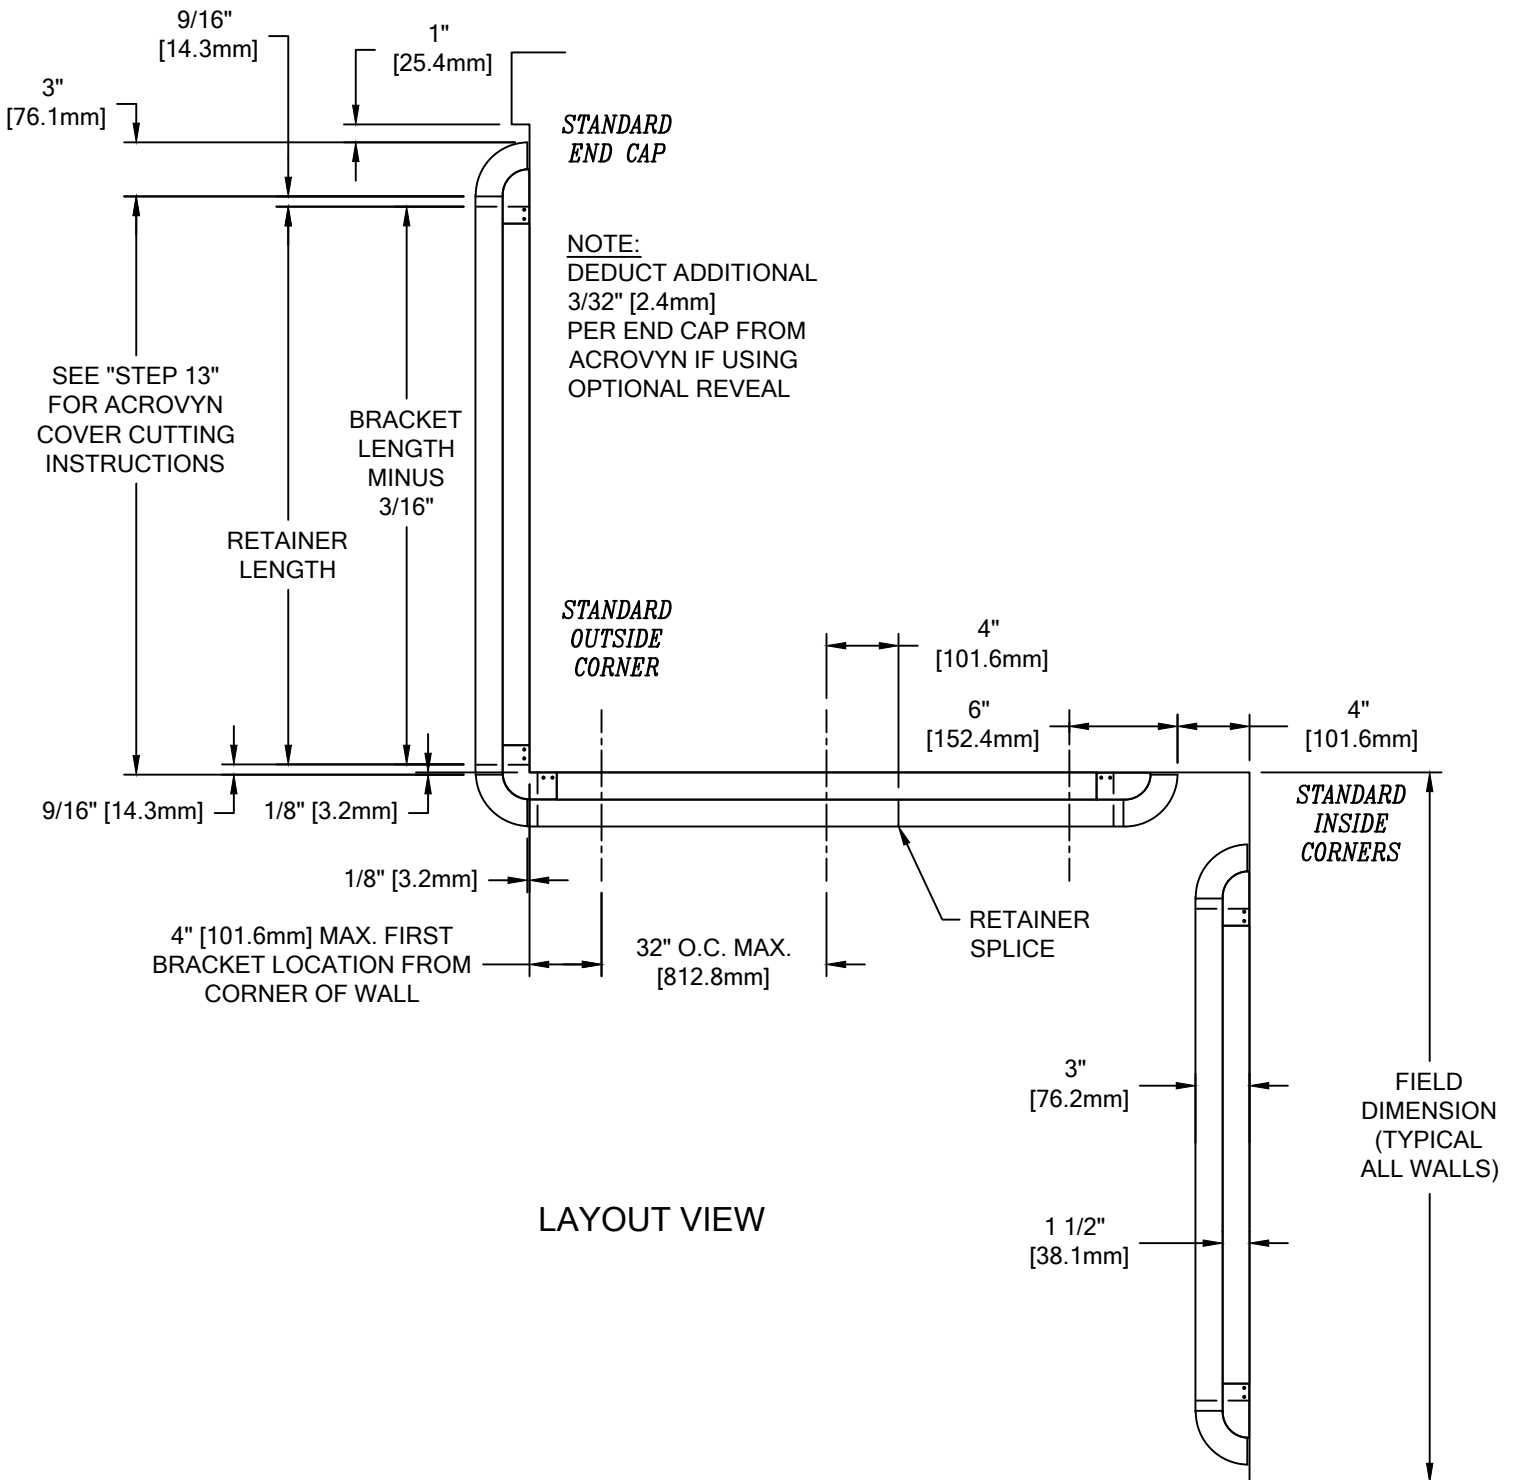 9/16"
[14.3mm]
1"
[25.4mm]
3"
[76.1mm]
STANDARD
END CAP
NOTE:
DEDUCT ADDITIONAL
3/32" [2.4mm]
PER END CAP FROM
ACROVYN IF USING
OPTIONAL REVEAL
SEE "STEP 13"
FOR ACROVYN
COVER CUTTING
INSTRUCTIONS
BRACKET
LENGTH
MINUS
3/16"
RETAINER
LENGTH
STANDARD
OUTSIDE
CORNER
4"
[101.6mm]
6"
[152.4mm]
4"
[101.6mm]
9/16" [14.3mm]
1/8" [3.2mm]
STANDARD
INSIDE
CORNERS
1/8" [3.2mm]
4" [101.6mm] MAX. FIRST
BRACKET LOCATION FROM
CORNER OF WALL
32" O.C. MAX.
[812.8mm]
RETAINER
SPLICE
3"
[76.2mm]
FIELD
DIMENSION
(TYPICAL
ALL WALLS)
LAYOUT VIEW
1 1/2"
[38.1mm]